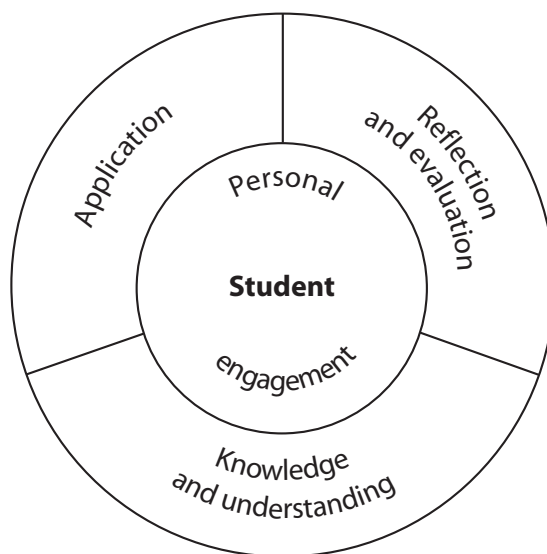 Application
Reflection
and evaluation
Personal
Student
engagement
Knowledge
and understanding